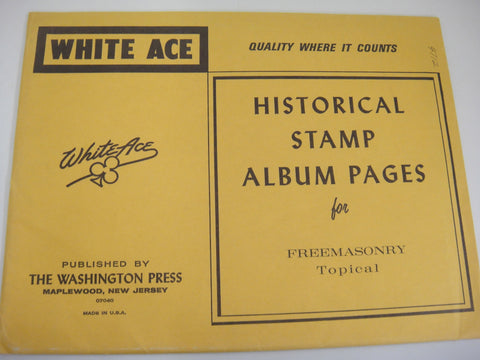 WHITE ACE
QUALITY WHERE IT COUNTS
HISTORICAL
STAMP
ALBUM PAGES
for
FREEMASONRY
Topical
White Ace
PUBLISHED BY
THE WASHINGTON PRESS
MAPLEWOOD, NEW JERSEY
07040
MADE IN U.S.A.